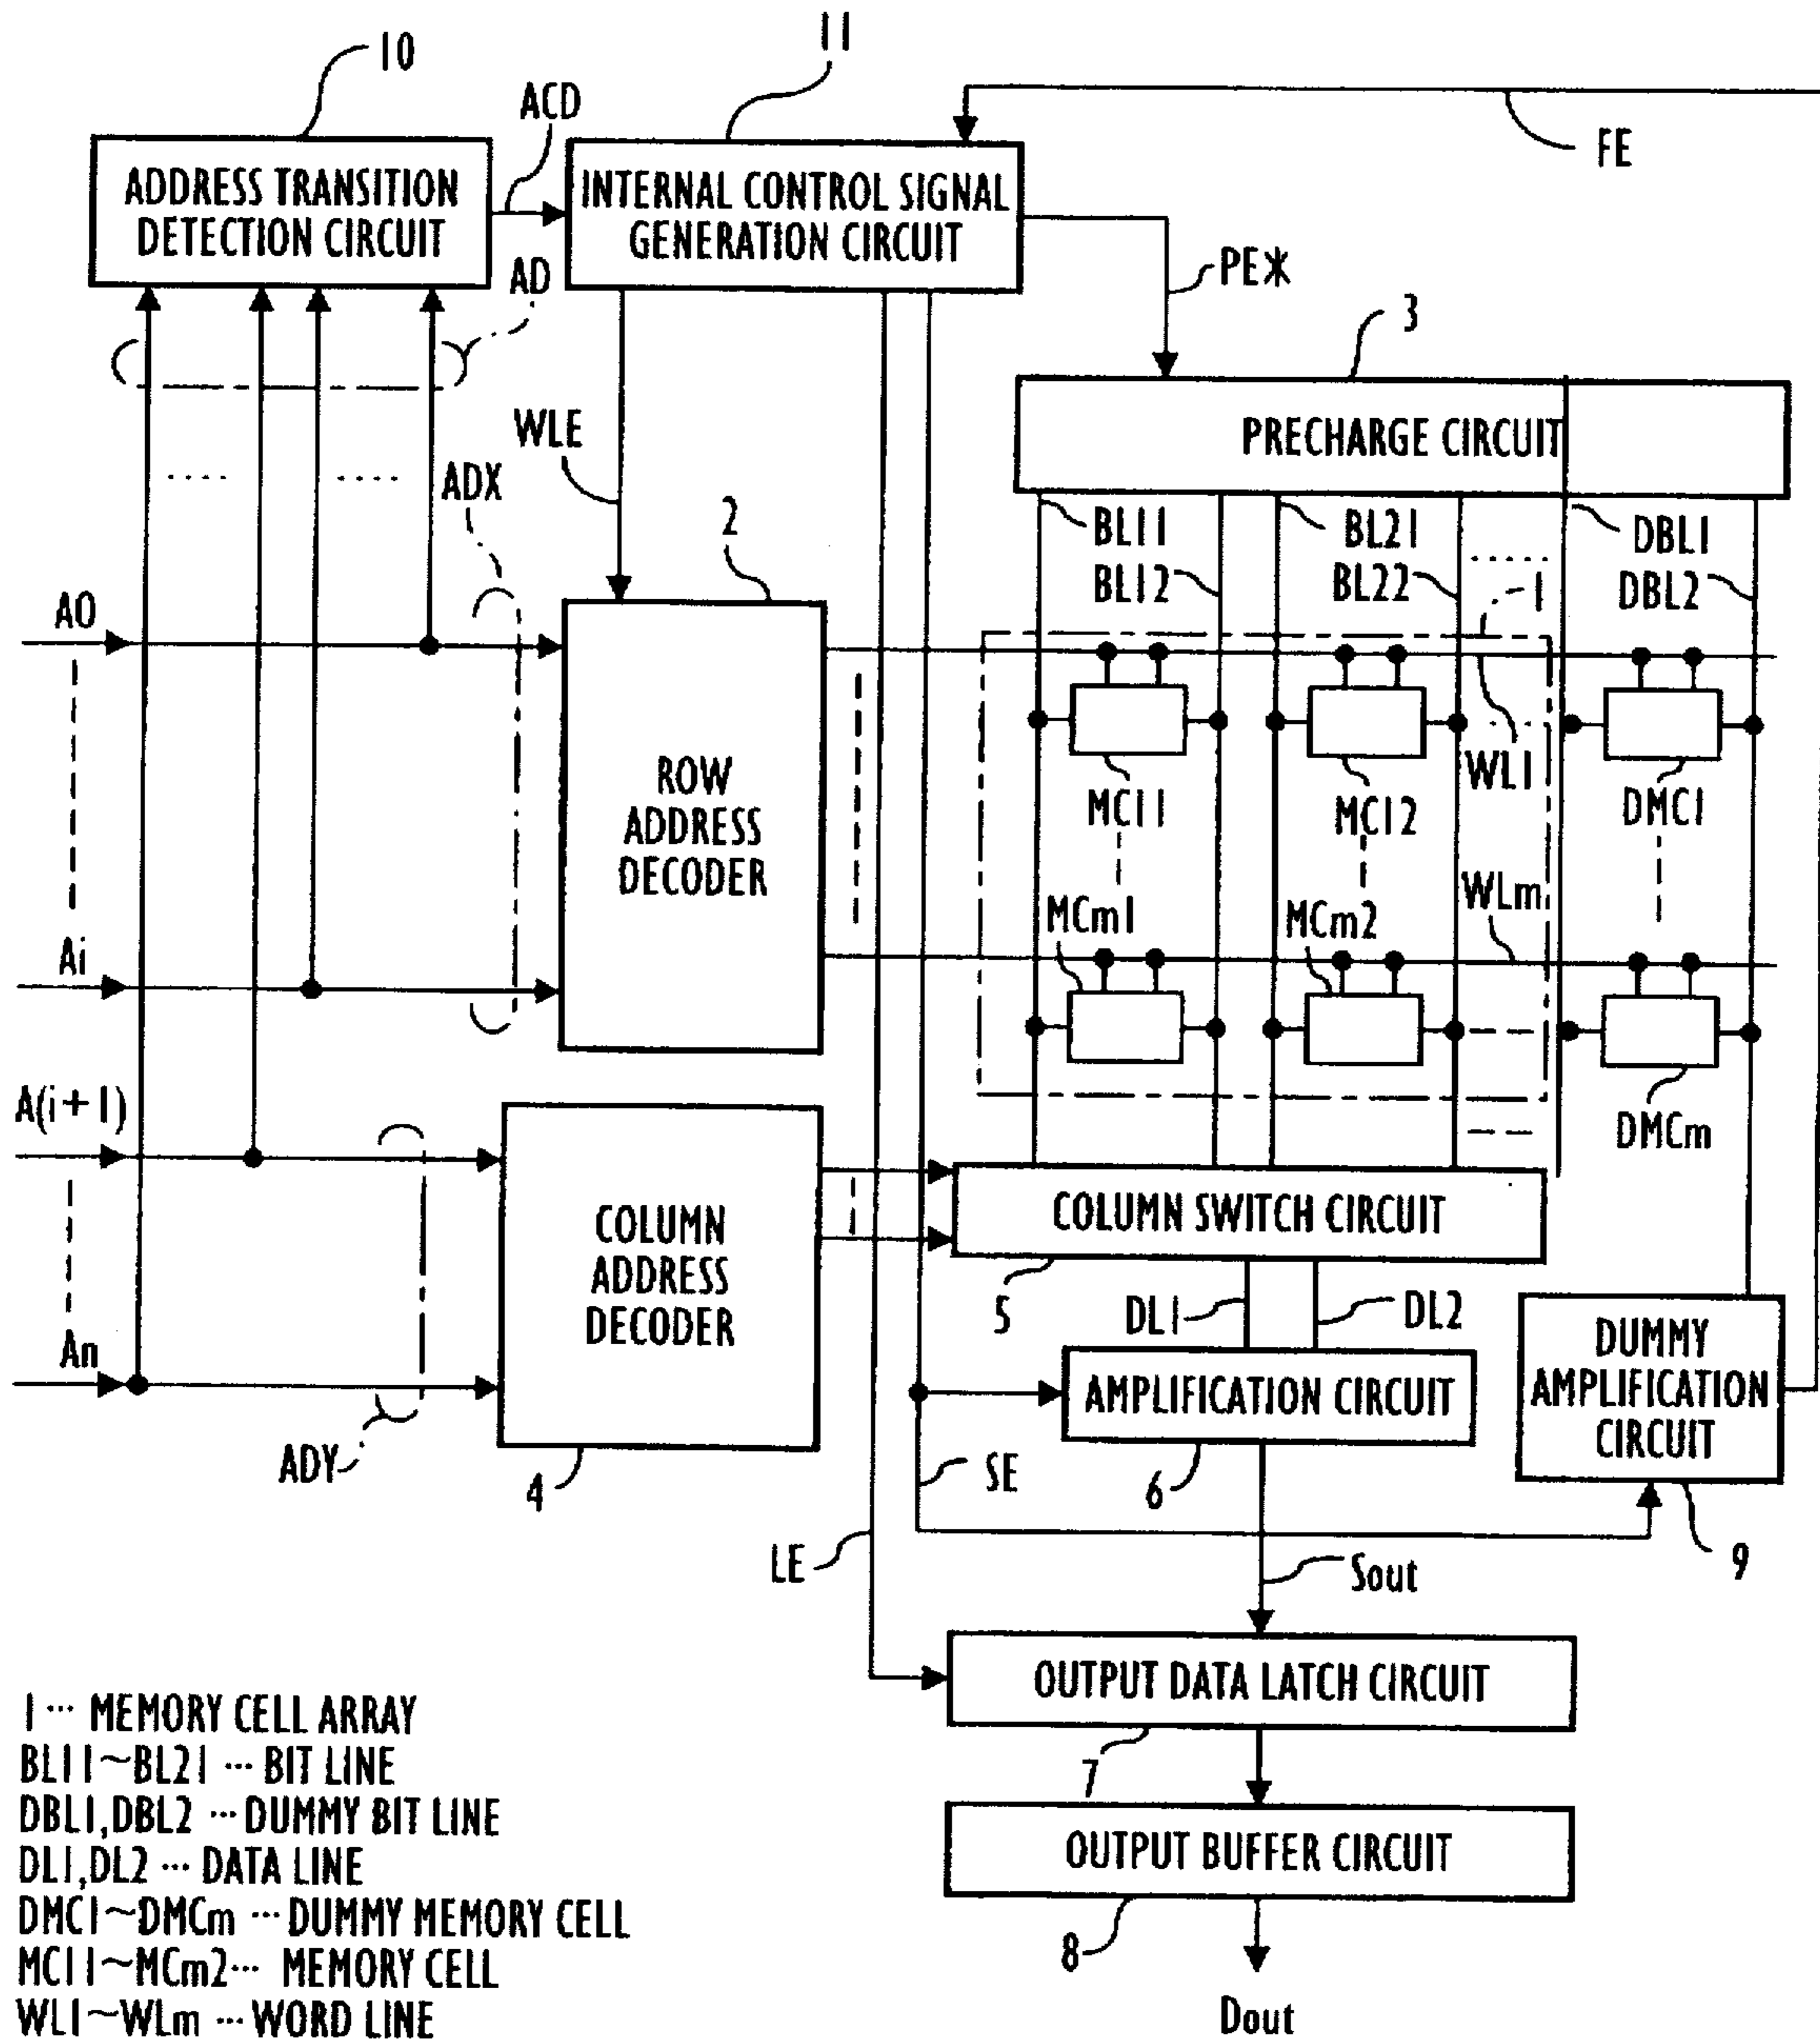 10
11
ACD
FE
ADDRESS TRANSITION
DETECTION CIRCUIT
INTERNAL CONTROL SIGNAL
GENERATION CIRCUIT
AD
PE*
3
PRECHARGE CIRCUIT
WLE
ADX
2
BL11
BL21
DBL1
BL12
BL22
1
DBL2
A0
ROW
ADDRESS
DECODER
WL1
MC11
MC12
DMC1
Ai
MCm1
MCm2
WLm
A(i+1)
DMCm
COLUMN
ADDRESS
DECODER
COLUMN SWITCH CIRCUIT
5
DL1
DL2
An
DUMMY
AMPLIFICATION
CIRCUIT
AMPLIFICATION CIRCUIT
ADY
4
SE
6
9
LE
Sout
OUTPUT DATA LATCH CIRCUIT
7
OUTPUT BUFFER CIRCUIT
8
Dout
1 ... MEMORY CELL ARRAY
BL11~BL21 ... BIT LINE
DBL1,DBL2 ... DUMMY BIT LINE
DL1,DL2 ... DATA LINE
DMC1~DMCm ... DUMMY MEMORY CELL
MC11~MCm2... MEMORY CELL
WL1~WLm ... WORD LINE